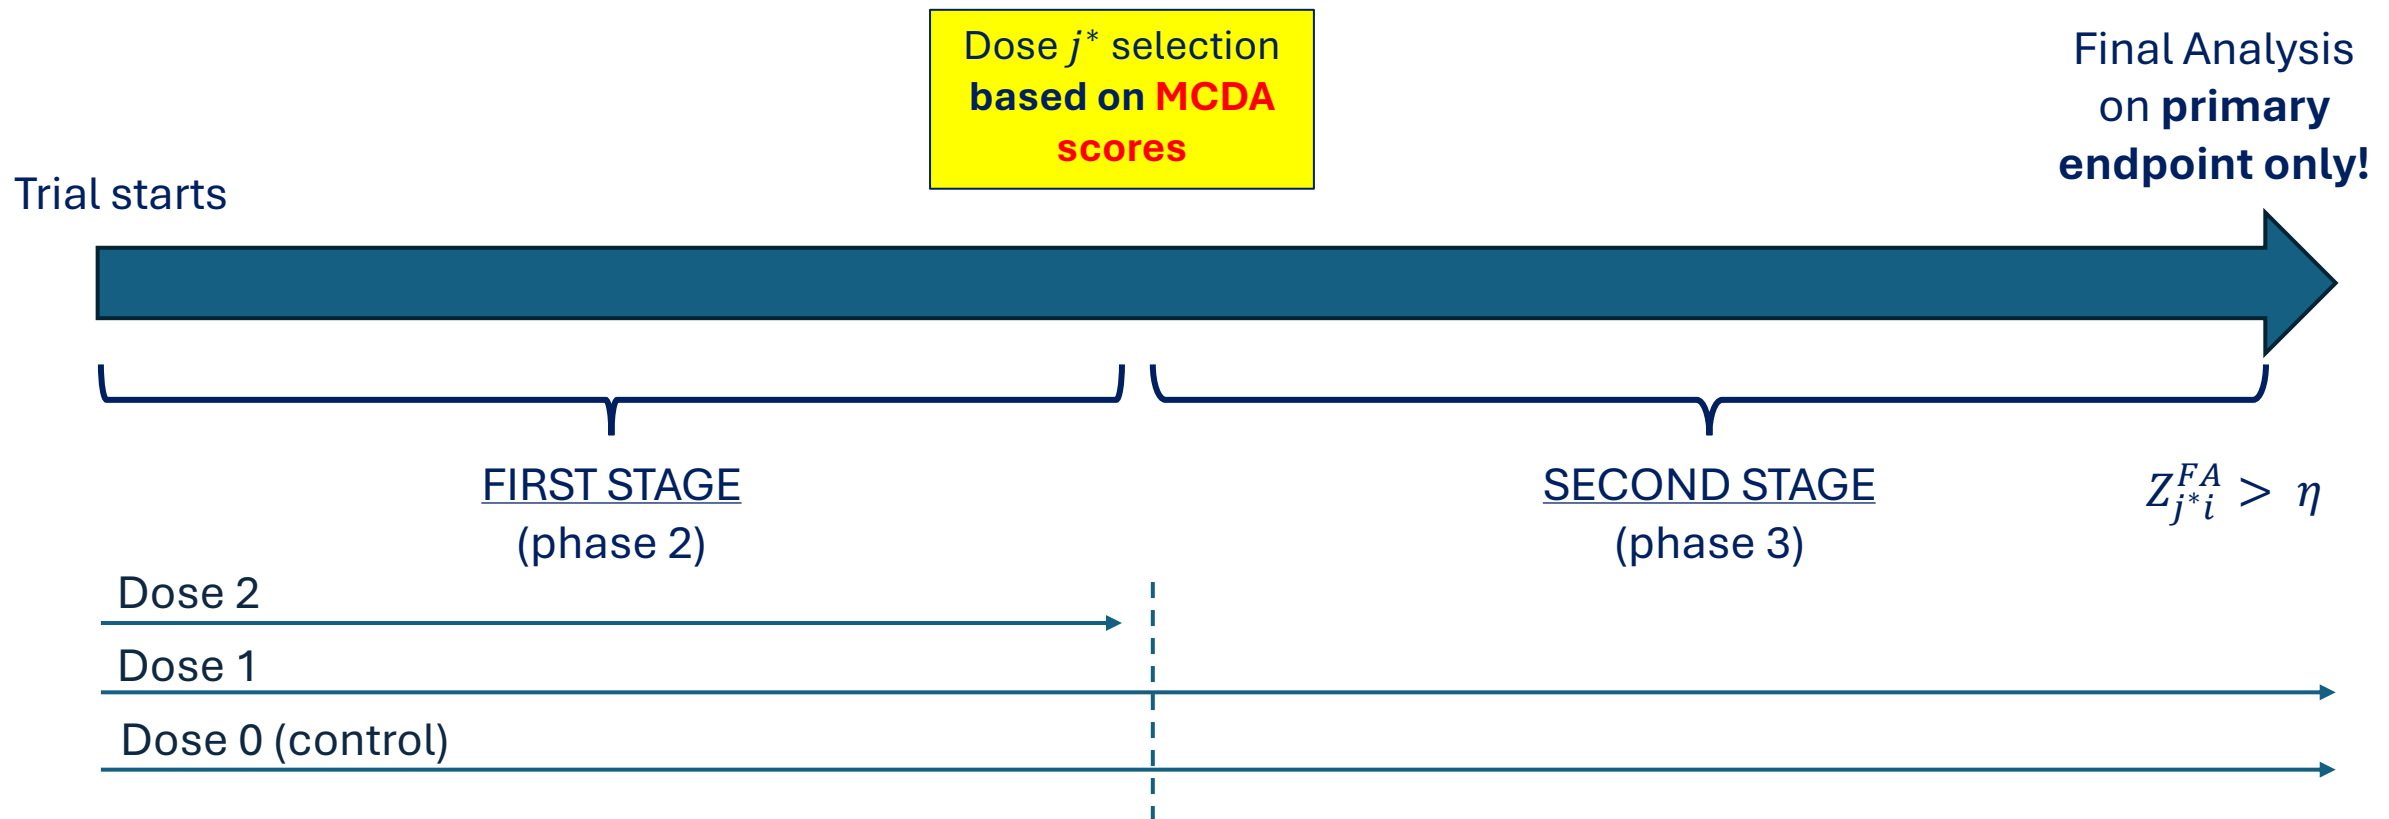 Dose j* selection
based on MCDA
scores
Final Analysis
on primary
endpoint only!
Trial starts
FIRST STAGE
(phase 2)
SECOND STAGE
(phase 3)
Z_{j*i}^{FA} > η
Dose 2
Dose 1
Dose 0 (control)